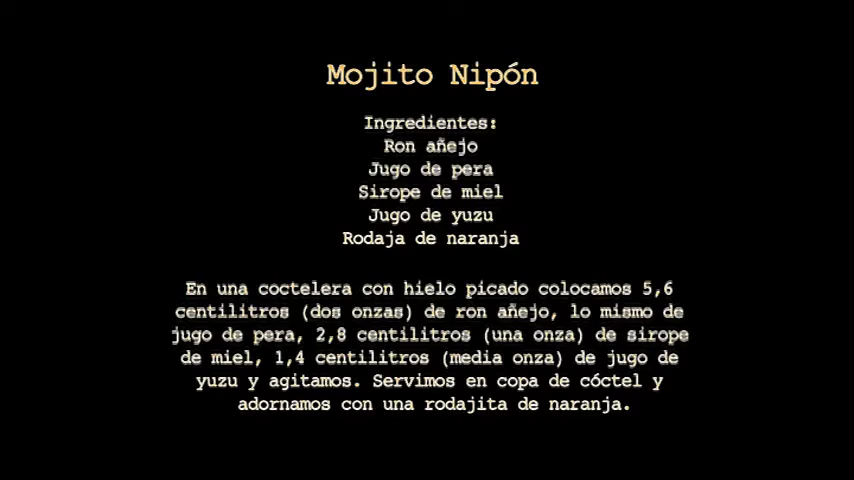 Mojito Nipón
Ingredientes:
Ron añejo
Jugo de pera
Sirope de miel
Jugo de yuzu
Rodaja de naranja
En una coctelera con hielo picado colocamos 5,6
centilitros (dos onzas) de ron añejo, lo mismo de
jugo de pera, 2,8 centilitros (una onza) de sirope
de miel, 1,4 centilitros (media onza) de jugo de
yuzu y agitamos. Servimos en copa de cóctel y
adornamos con una rodajita de naranja.